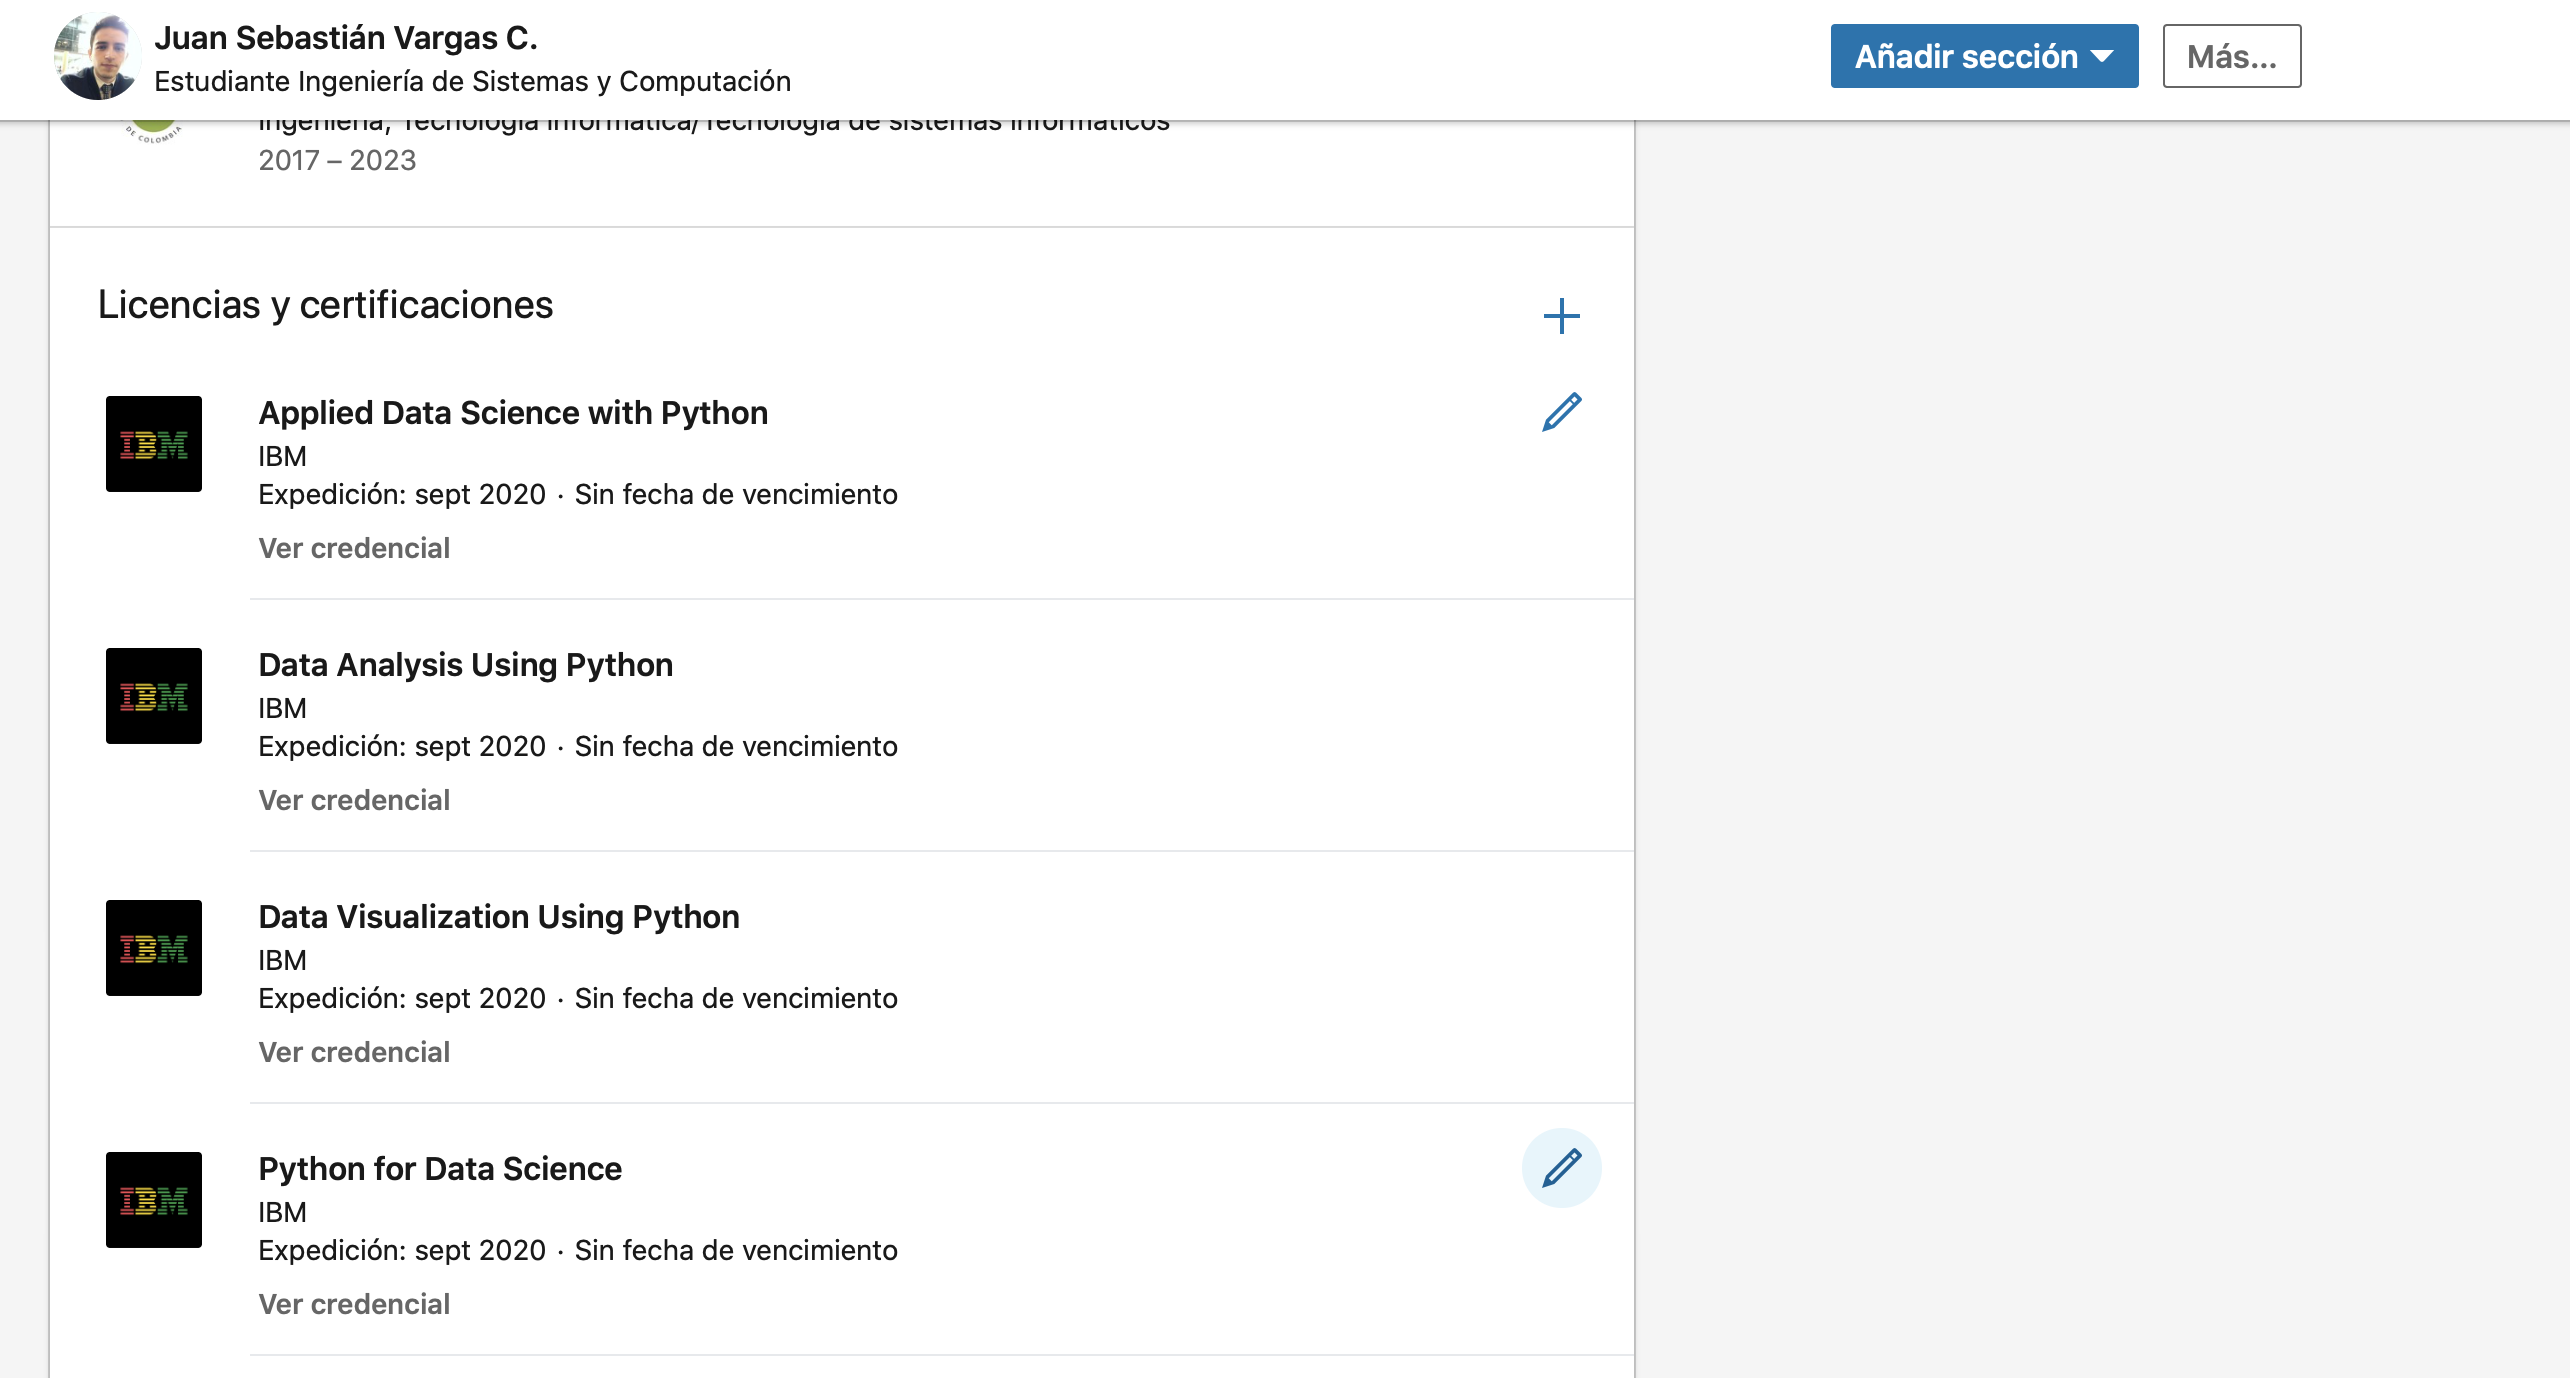 Juan Sebastián Vargas C.
Estudiante Ingeniería de Sistemas y Computación
Añadir sección
Más...
DE COLOMBIA
Ingeniería, Tecnología informática/Tecnología de sistemas informáticos
2017 – 2023
Licencias y certificaciones
IBM
Applied Data Science with Python
IBM
Expedición: sept 2020 · Sin fecha de vencimiento
Ver credencial
IBM
Data Analysis Using Python
IBM
Expedición: sept 2020 · Sin fecha de vencimiento
Ver credencial
IBM
Data Visualization Using Python
IBM
Expedición: sept 2020 · Sin fecha de vencimiento
Ver credencial
IBM
Python for Data Science
IBM
Expedición: sept 2020 · Sin fecha de vencimiento
Ver credencial